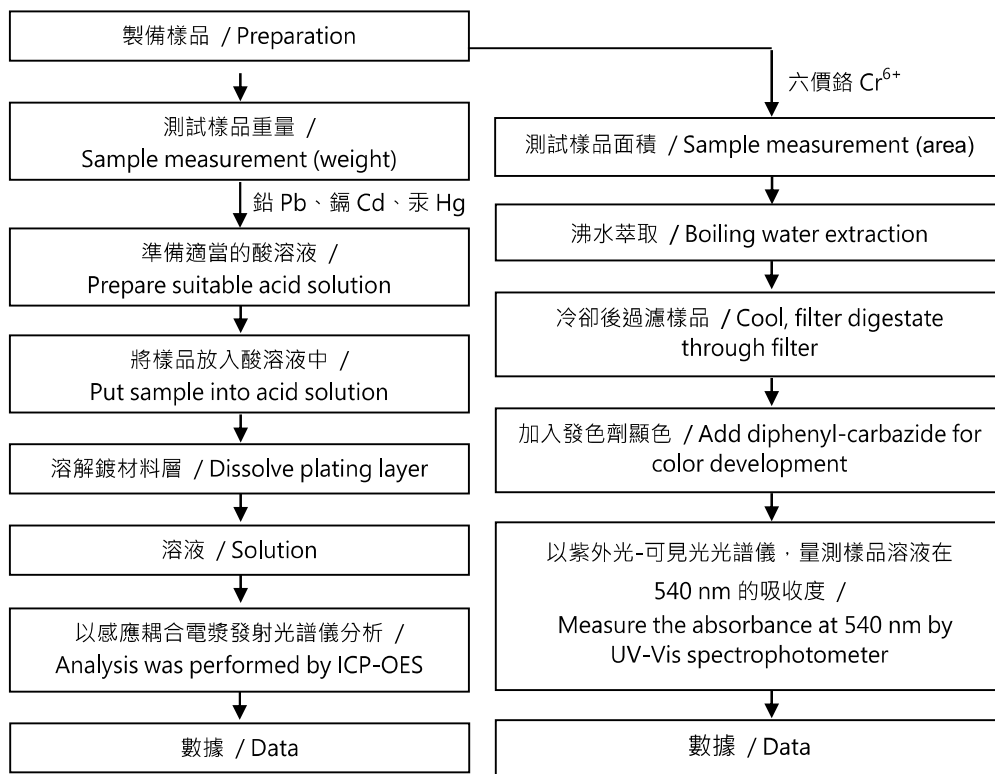 製備樣品 / Preparation
測試樣品重量 /
Sample measurement (weight)
鉛 Pb、鎘 Cd、汞 Hg
準備適當的酸溶液 /
Prepare suitable acid solution
將樣品放入酸溶液中 /
Put sample into acid solution
溶解鍍材料層 / Dissolve plating layer
溶液 / Solution
以感應耦合電漿發射光譜儀分析 /
Analysis was performed by ICP-OES
數據 / Data
六價鉻 Cr⁶⁺
測試樣品面積 / Sample measurement (area)
沸水萃取 / Boiling water extraction
冷卻後過濾樣品 / Cool, filter digestate
through filter
加入發色劑顯色 / Add diphenyl-carbazide for
color development
以紫外光-可見光光譜儀，量測樣品溶液在
540 nm 的吸收度 /
Measure the absorbance at 540 nm by
UV-Vis spectrophotometer
數據 / Data